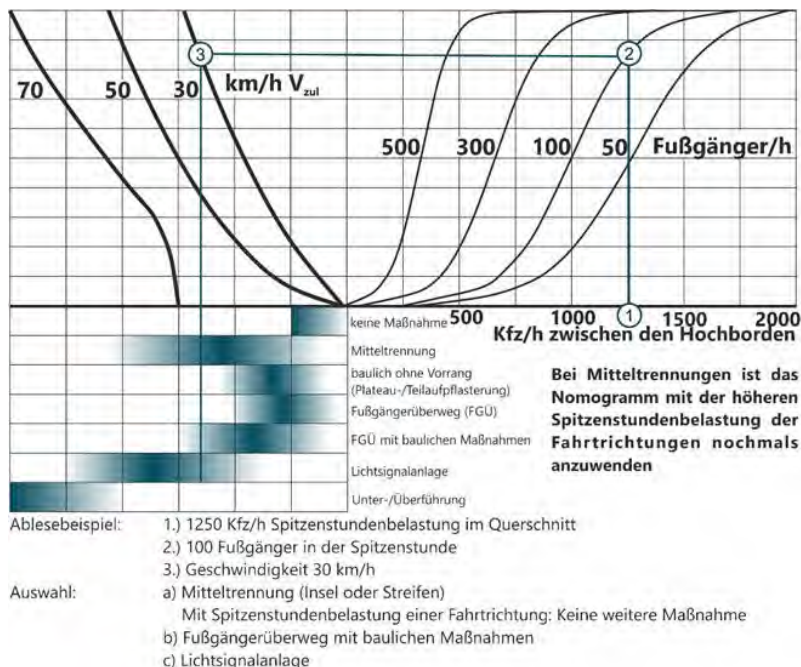 3
2
70
50
30
km/h Vzul
500
300
100
50
Fußgänger/h
keine Maßnahme
500
1000
1
1500
2000
Kfz/h zwischen den Hochborden
Mitteltrennung
baulich ohne Vorrang
(Plateau-/Teilaufpflasterung)
Fußgängerüberweg (FGÜ)
FGÜ mit baulichen Maßnahmen
Lichtsignalanlage
Unter-/Überführung
Bei Mitteltrennungen ist das
Nomogramm mit der höheren
Spitzenstundenbelastung der
Fahrtrichtungen nochmals
anzuwenden
Ablesebeispiel: 1.) 1250 Kfz/h Spitzenstundenbelastung im Querschnitt
2.) 100 Fußgänger in der Spitzenstunde
3.) Geschwindigkeit 30 km/h
Auswahl: a) Mitteltrennung (Insel oder Streifen)
Mit Spitzenstundenbelastung einer Fahrtrichtung: Keine weitere Maßnahme
b) Fußgängerüberweg mit baulichen Maßnahmen
c) Lichtsignalanlage